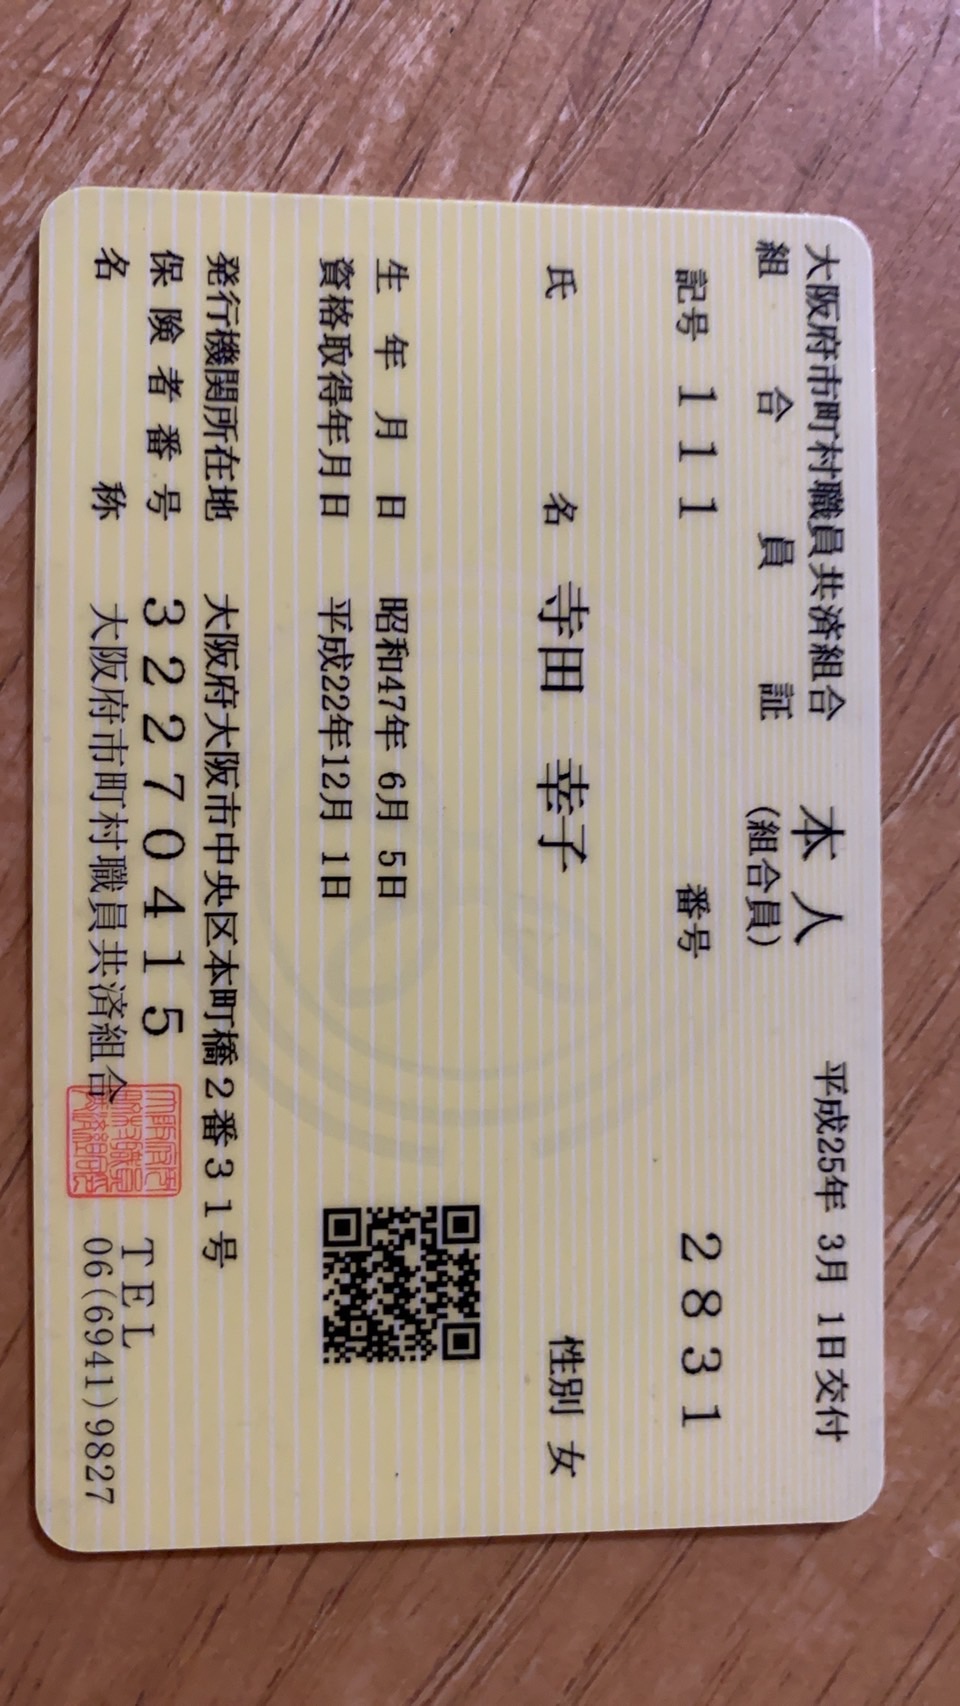 大阪府市町村職員共済組合 本人 平成25年 3月 1日交付
組合員証 (組合員)
記号 111 番号 2831
氏名 寺田 幸子 性別 女
生年月日 昭和47年 6月 5日
資格取得年月日 平成22年12月 1日
発行機関所在地 大阪府大阪市中央区本町橋2番31号
保険者番号 32270415
名称 大阪府市町村職員共済組合 TEL
06(6941)9827